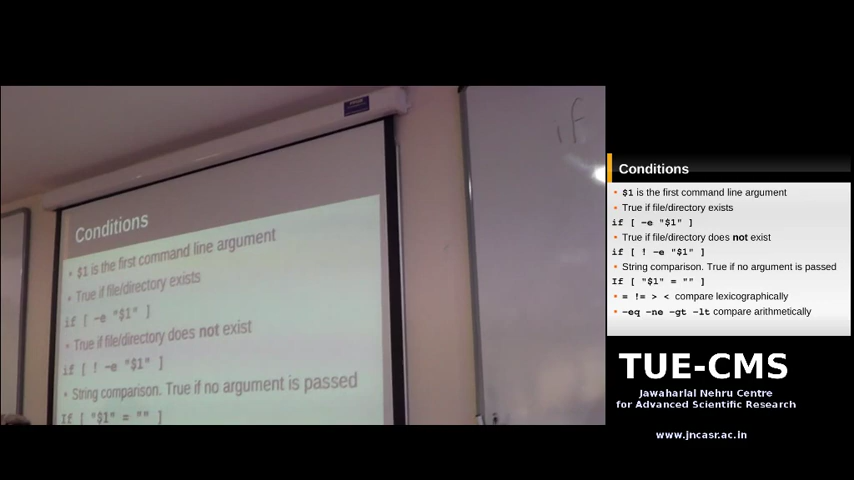 if
Conditions
• $1 is the first command line argument
• True if file/directory exists
if [ -e "$1" ]
• True if file/directory does not exist
if [ ! -e "$1" ]
• String comparison. True if no argument is passed
If [ "$1" = "" ]
Conditions
• $1 is the first command line argument
• True if file/directory exists
if [ -e "$1" ]
• True if file/directory does not exist
if [ ! -e "$1" ]
• String comparison. True if no argument is passed
If [ "$1" = "" ]
• = != > < compare lexicographically
• -eq -ne -gt -lt compare arithmetically
TUE-CMS
Jawaharlal Nehru Centre
for Advanced Scientific Research
www.jncasr.ac.in